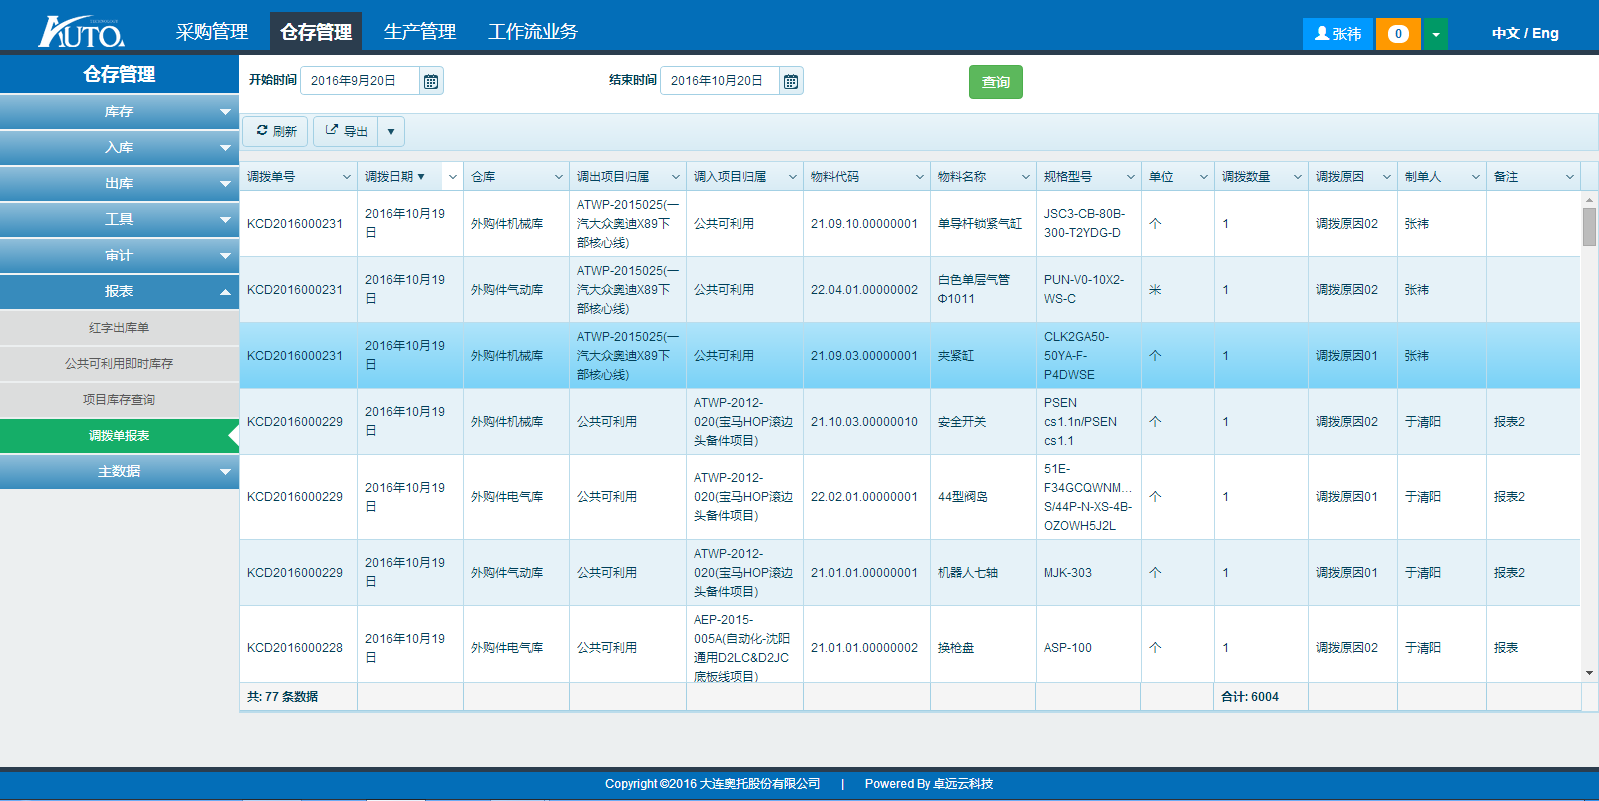 AUTO TECHNOLOGY
采购管理 仓存管理 生产管理 工作流业务 张祎 0 中文 / Eng
仓存管理
库存
入库
出库
工具
审计
报表
红字出库单
公共可利用即时库存
项目库存查询
调拨单报表
主数据
开始时间 2016年9月20日 结束时间 2016年10月20日 查询
刷新 导出
调拨单号 调拨日期 仓库 调出项目归属 调入项目归属 物料代码 物料名称 规格型号 单位 调拨数量 调拨原因 制单人 备注
KCD2016000231 2016年10月19日 外购件机械库 ATWP-2015025(一汽大众奥迪X89下部核心线) 公共可利用 21.09.10.00000001 单导杆锁紧气缸 JSC3-CB-80B-300-T2YDG-D 个 1 调拨原因02 张祎
KCD2016000231 2016年10月19日 外购件气动库 ATWP-2015025(一汽大众奥迪X89下部核心线) 公共可利用 22.04.01.00000002 白色单层气管Φ1011 PUN-V0-10X2-WS-C 米 1 调拨原因02 张祎
KCD2016000231 2016年10月19日 外购件机械库 ATWP-2015025(一汽大众奥迪X89下部核心线) 公共可利用 21.09.03.00000001 夹紧缸 CLK2GA50-50YA-F-P4DWSE 个 1 调拨原因01 张祎
KCD2016000229 2016年10月19日 外购件机械库 公共可利用 ATWP-2012-020(宝马HOP滚边头备件项目) 21.10.03.00000010 安全开关 PSEN cs1.1n/PSEN cs1.1 个 1 调拨原因02 于清阳 报表2
KCD2016000229 2016年10月19日 外购件电气库 公共可利用 ATWP-2012-020(宝马HOP滚边头备件项目) 22.02.01.00000001 44型阀岛 51E-F34GCQWNM...S/44P-N-XS-4B-OZOWH5J2L 个 1 调拨原因01 于清阳 报表2
KCD2016000229 2016年10月19日 外购件气动库 公共可利用 ATWP-2012-020(宝马HOP滚边头备件项目) 21.01.01.00000001 机器人七轴 MJK-303 个 1 调拨原因01 于清阳 报表2
KCD2016000228 2016年10月19日 外购件电气库 公共可利用 AEP-2015-005A(自动化-沈阳通用D2LC&D2JC底板线项目) 21.01.01.00000002 换枪盘 ASP-100 个 1 调拨原因02 于清阳 报表
共: 77 条数据 合计: 6004
Copyright ©2016 大连奥托股份有限公司 | Powered By 卓远云科技